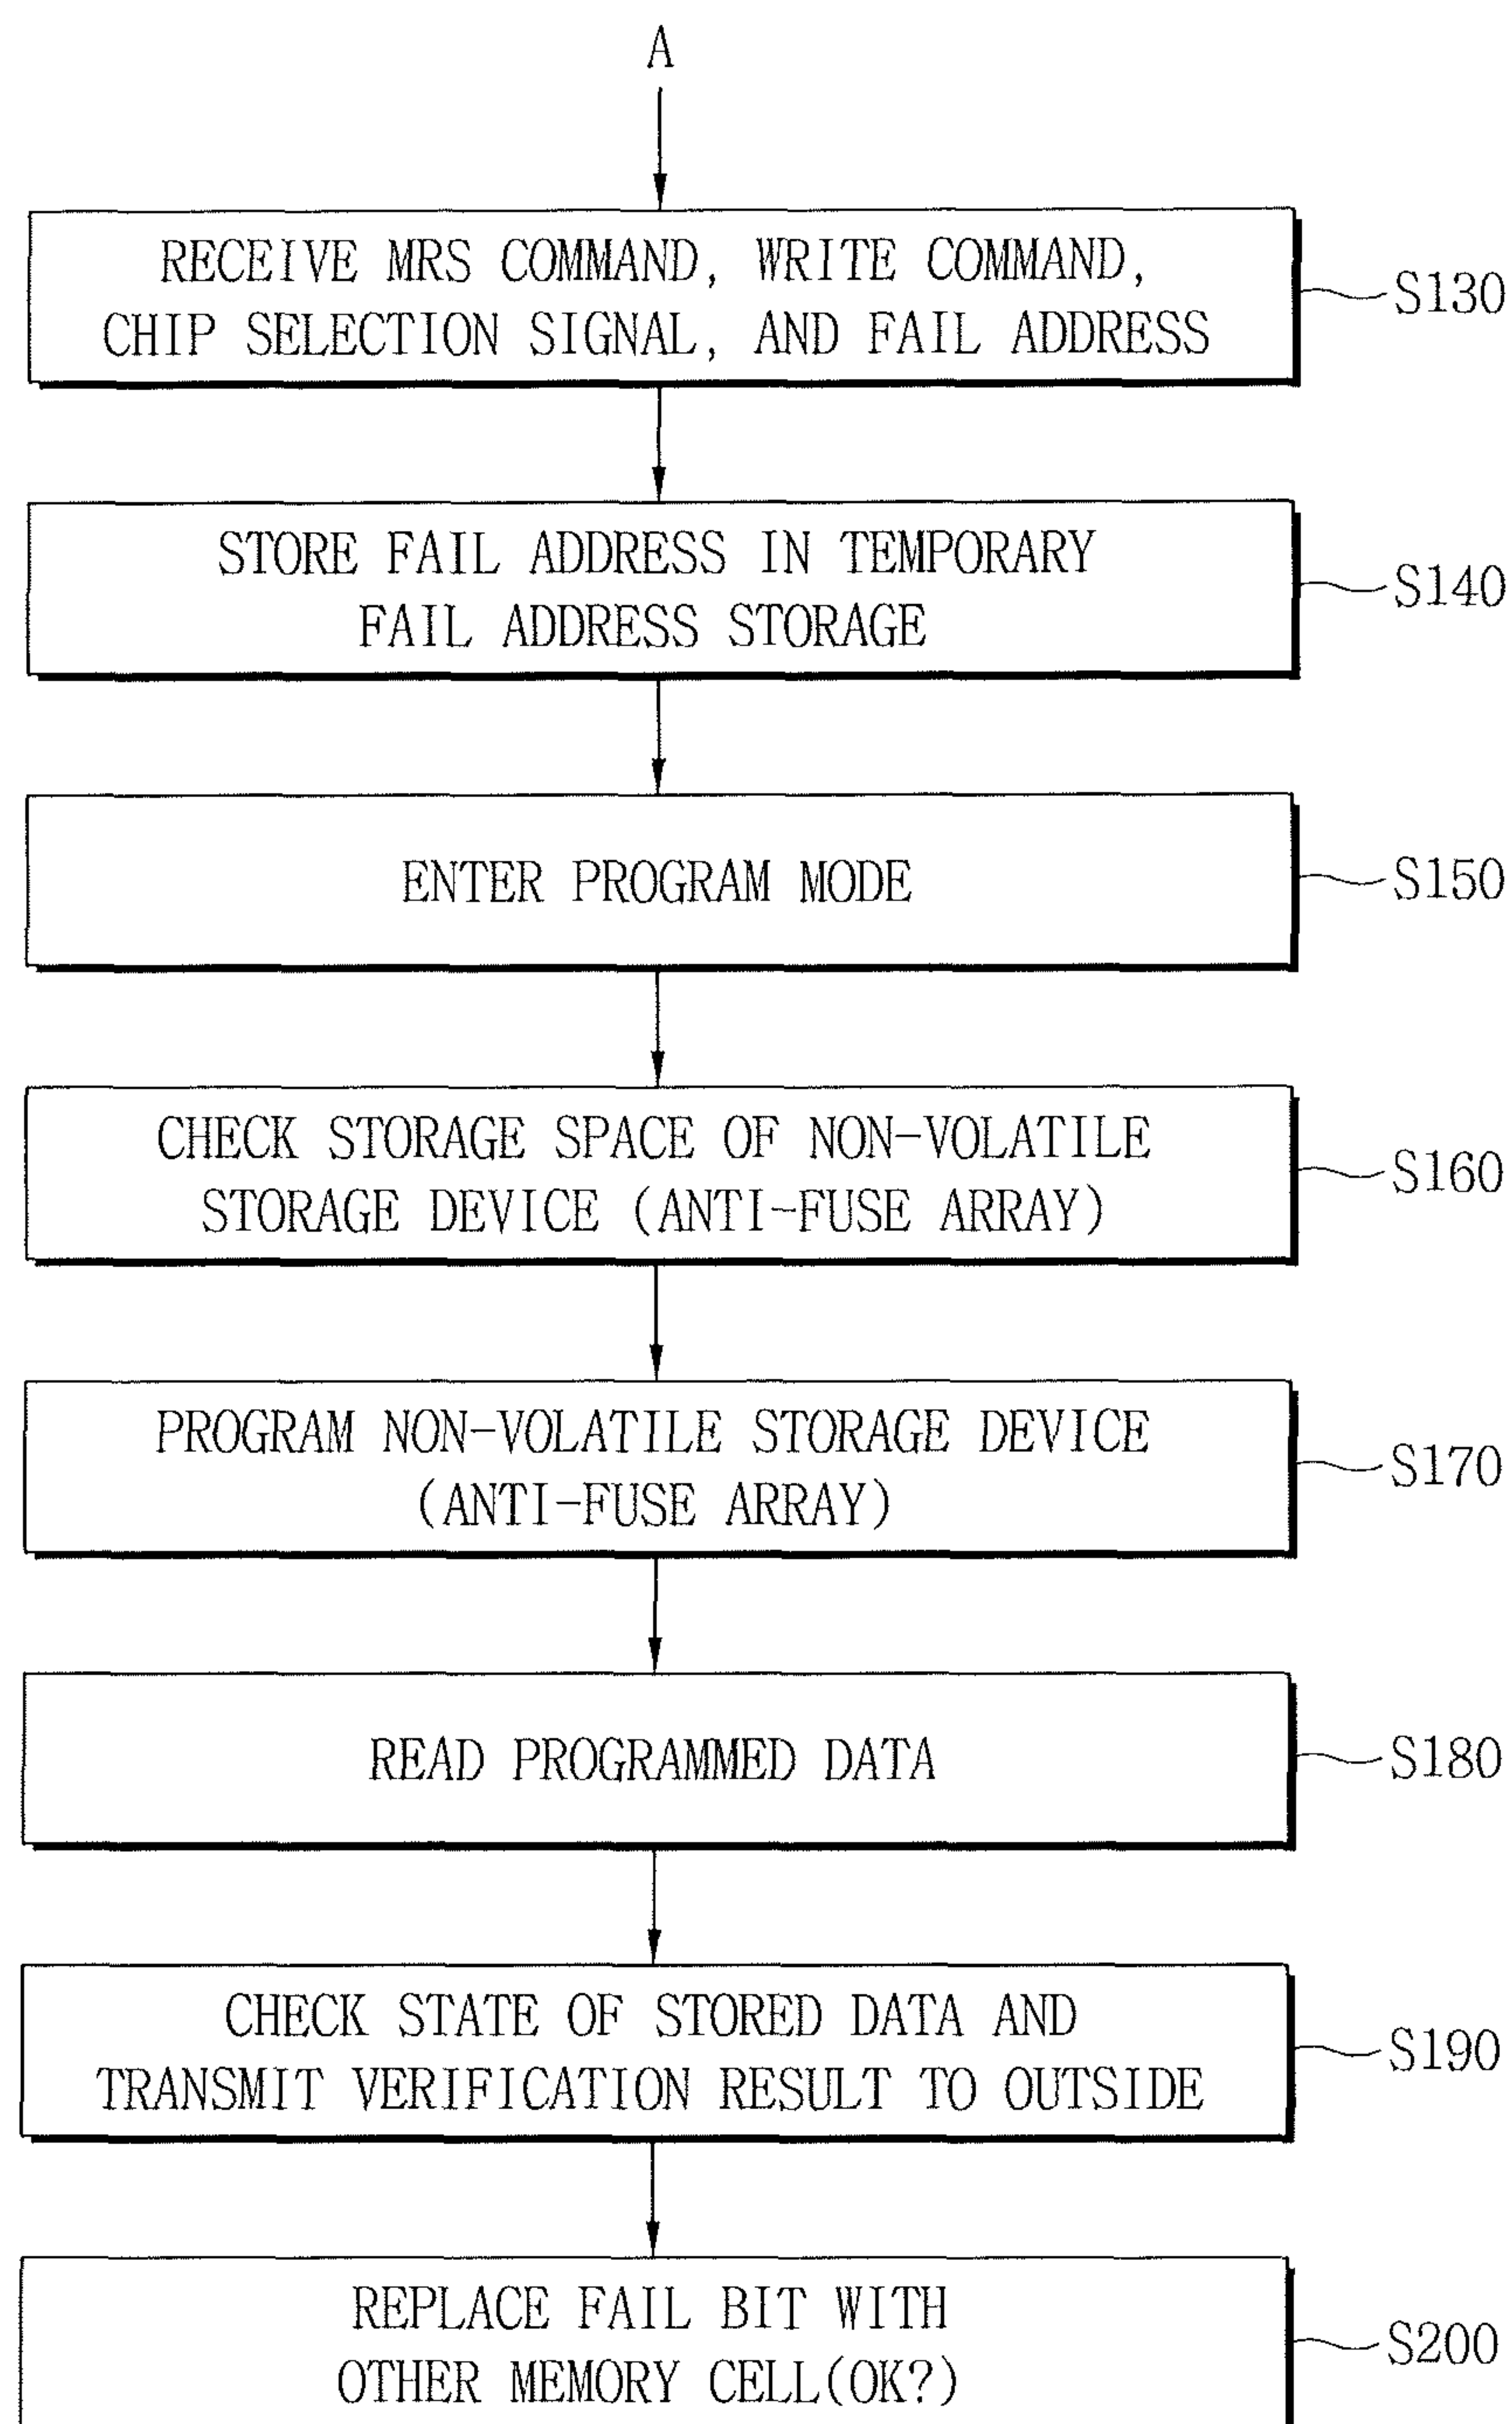 A
RECEIVE MRS COMMAND, WRITE COMMAND,
CHIP SELECTION SIGNAL, AND FAIL ADDRESS
S130
STORE FAIL ADDRESS IN TEMPORARY
FAIL ADDRESS STORAGE
S140
ENTER PROGRAM MODE
S150
CHECK STORAGE SPACE OF NON-VOLATILE
STORAGE DEVICE (ANTI-FUSE ARRAY)
S160
PROGRAM NON-VOLATILE STORAGE DEVICE
(ANTI-FUSE ARRAY)
S170
READ PROGRAMMED DATA
S180
CHECK STATE OF STORED DATA AND
TRANSMIT VERIFICATION RESULT TO OUTSIDE
S190
REPLACE FAIL BIT WITH
OTHER MEMORY CELL(OK?)
S200